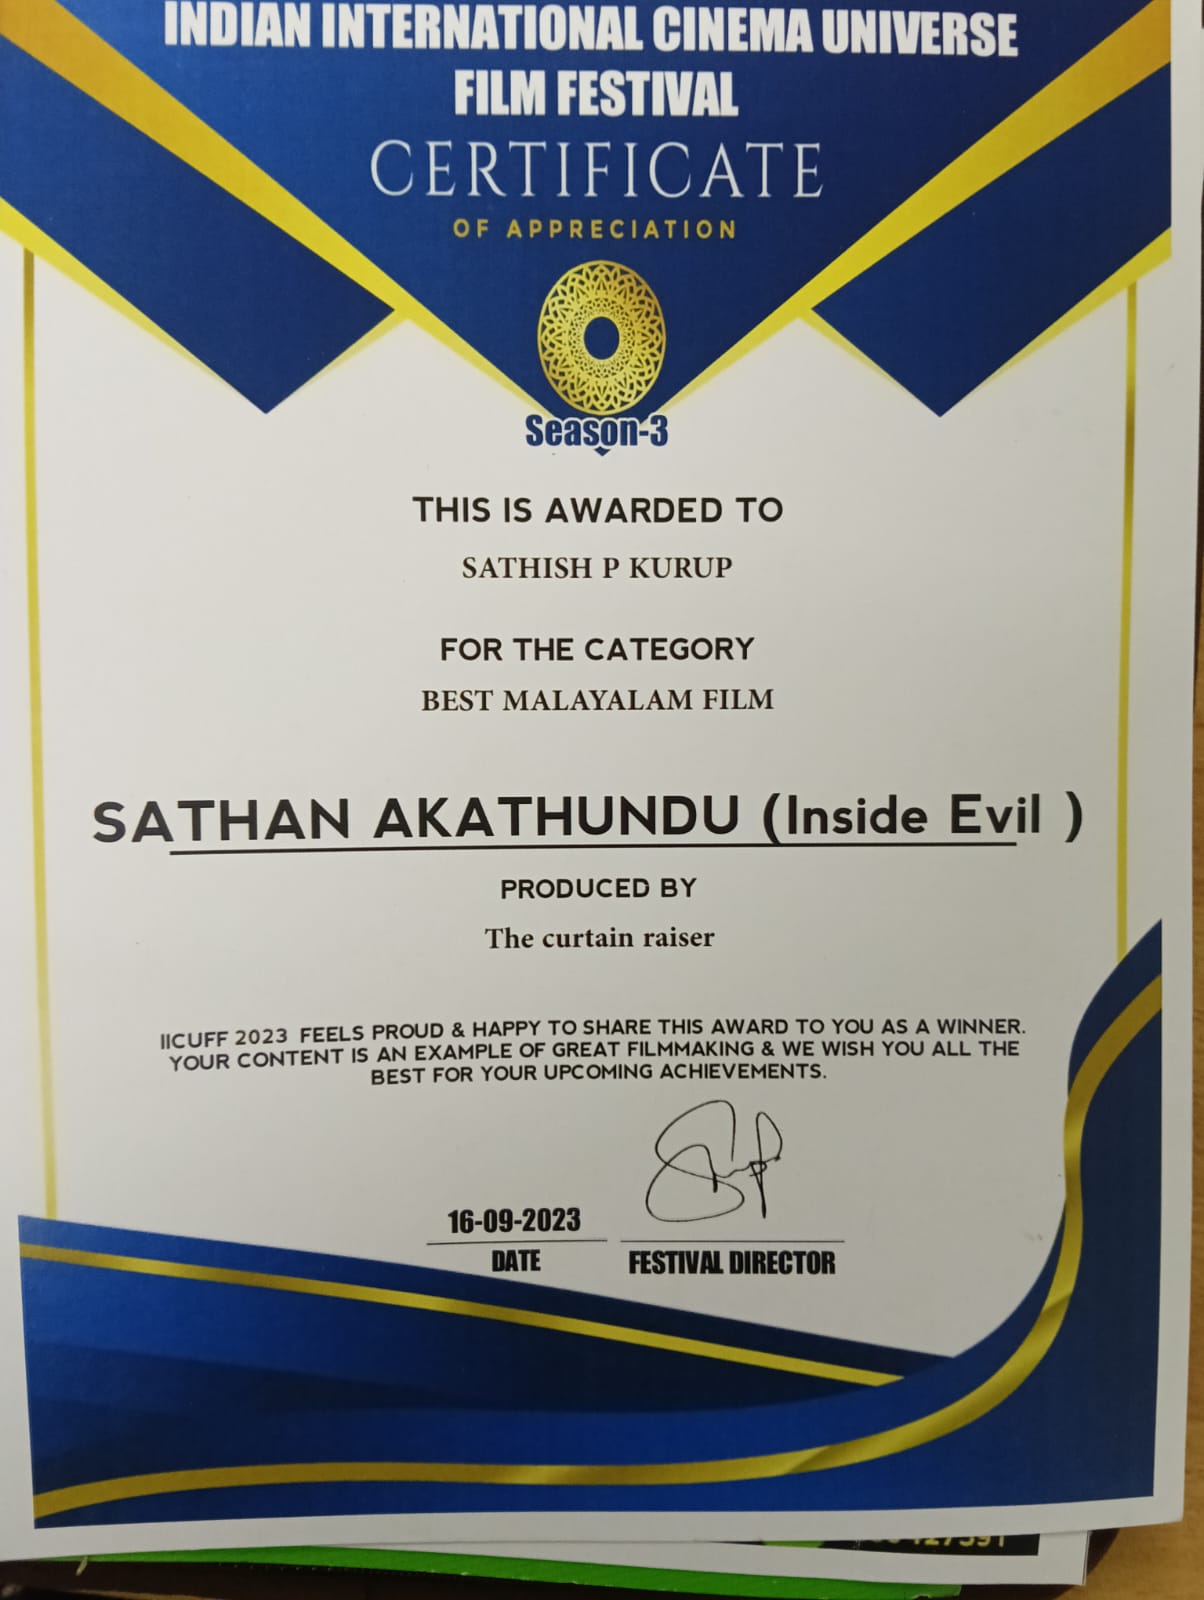 INDIAN INTERNATIONAL CINEMA UNIVERSE
FILM FESTIVAL
CERTIFICATE
OF APPRECIATION
Season-3
THIS IS AWARDED TO
SATHISH P KURUP
FOR THE CATEGORY
BEST MALAYALAM FILM
SATHAN AKATHUNDU (Inside Evil )
PRODUCED BY
The curtain raiser
IICUFF 2023 FEELS PROUD & HAPPY TO SHARE THIS AWARD TO YOU AS A WINNER.
YOUR CONTENT IS AN EXAMPLE OF GREAT FILMMAKING & WE WISH YOU ALL THE
BEST FOR YOUR UPCOMING ACHIEVEMENTS.
16-09-2023
DATE
FESTIVAL DIRECTOR